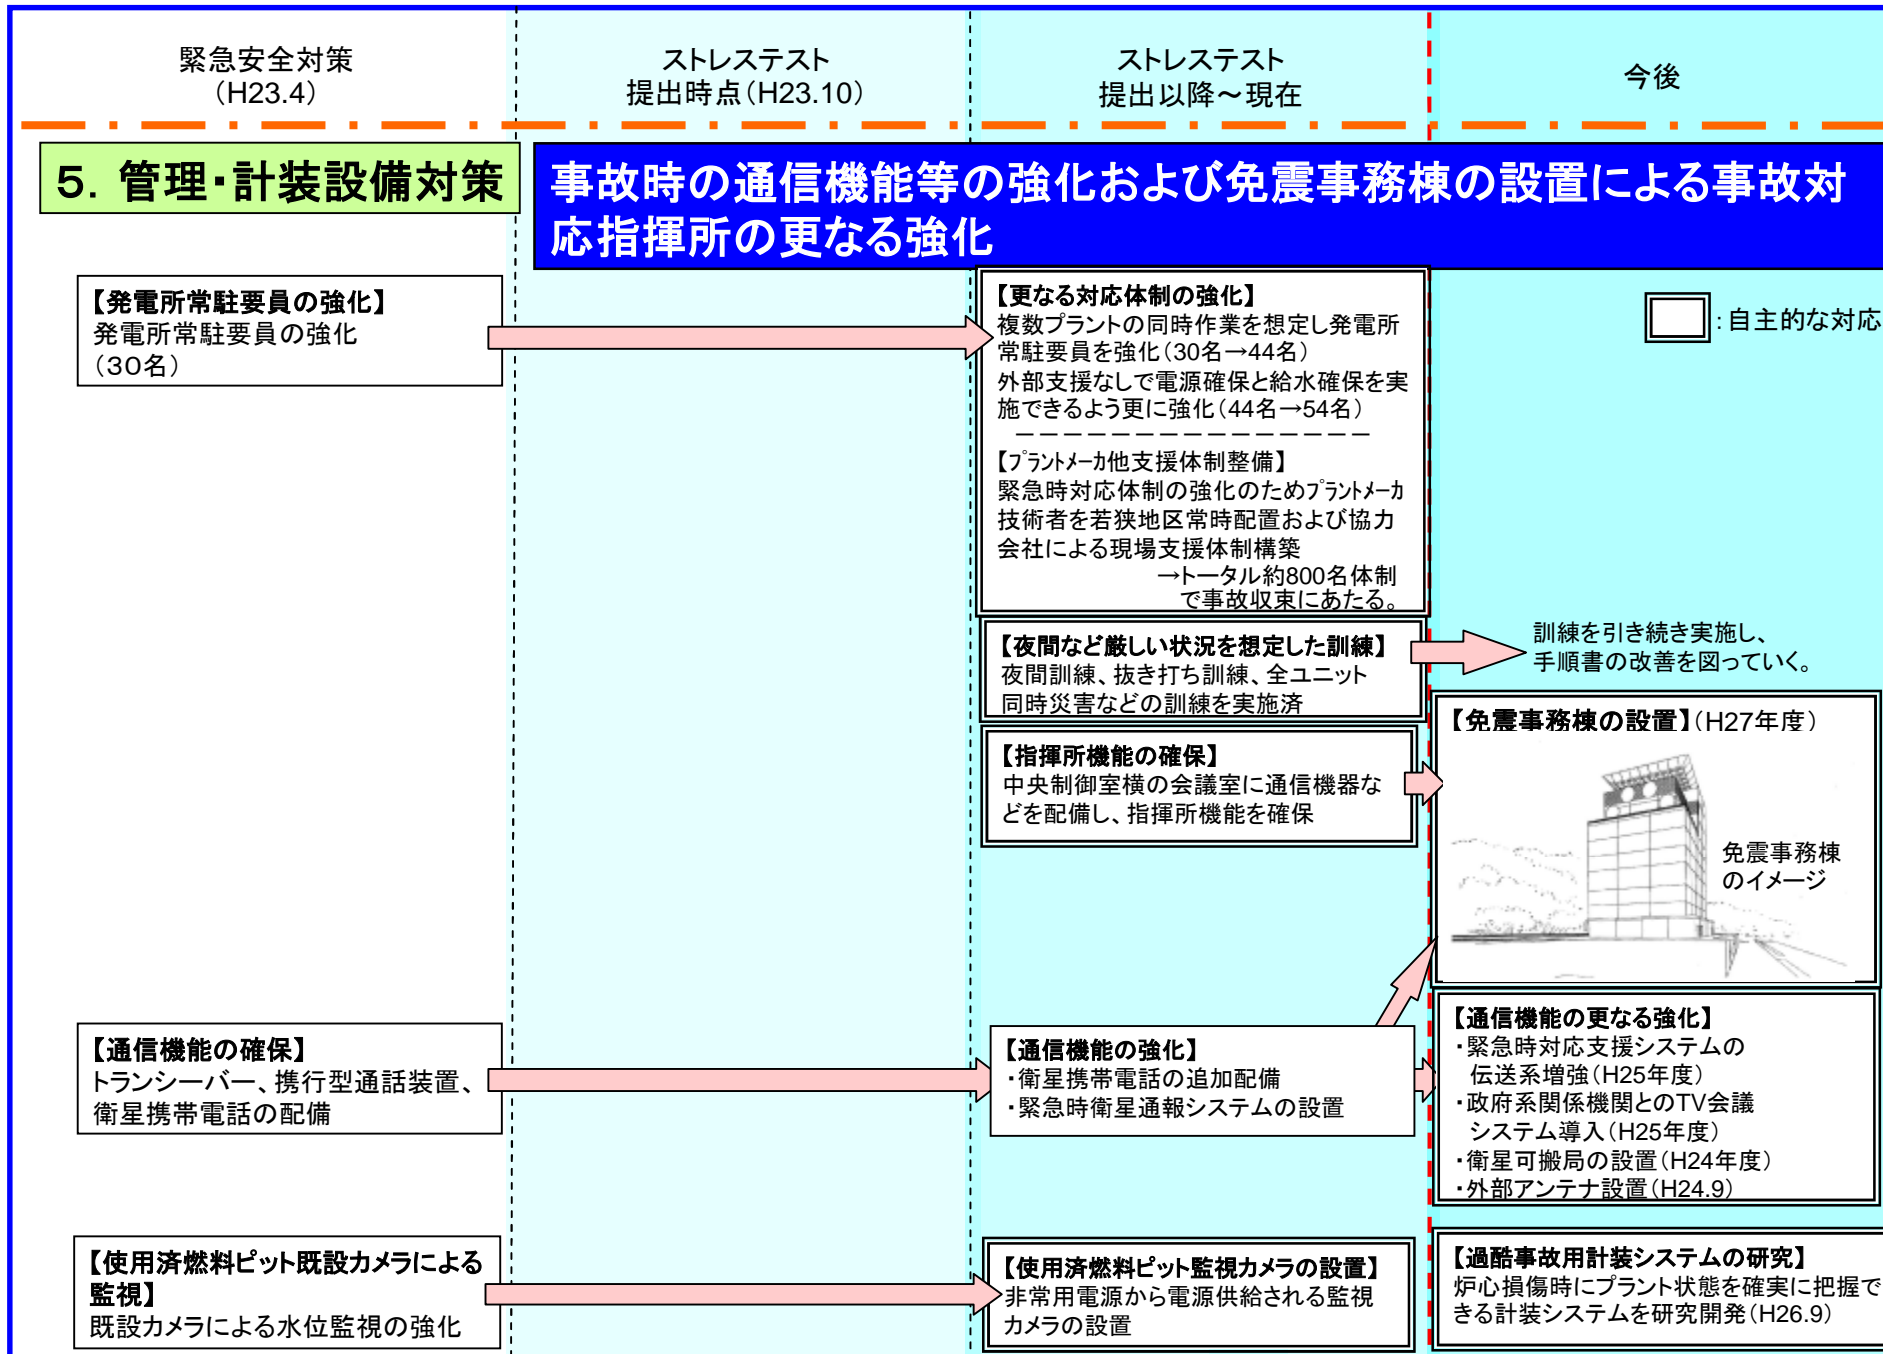 緊急安全対策
(H23.4)
ストレステスト
提出時点(H23.10)
ストレステスト
提出以降～現在
今後
5. 管理・計装設備対策
事故時の通信機能等の強化および免震事務棟の設置による事故対
応指揮所の更なる強化
【発電所常駐要員の強化】
発電所常駐要員の強化
(30名)
【更なる対応体制の強化】
複数プラントの同時作業を想定し発電所
常駐要員を強化(30名→44名)
外部支援なしで電源確保と給水確保を実
施できるよう更に強化(44名→54名)
【プラントメーカ他支援体制整備】
緊急時対応体制の強化のためプラントメーカ
技術者を若狭地区常時配置および協力
会社による現場支援体制構築
→トータル約800名体制
で事故収束にあたる。
:自主的な対応
【夜間など厳しい状況を想定した訓練】
夜間訓練、抜き打ち訓練、全ユニット
同時災害などの訓練を実施済
訓練を引き続き実施し、
手順書の改善を図っていく。
【指揮所機能の確保】
中央制御室横の会議室に通信機器な
どを配備し、指揮所機能を確保
【免震事務棟の設置】(H27年度)
免震事務棟
のイメージ
【通信機能の確保】
トランシーバー、携行型通話装置、
衛星携帯電話の配備
【通信機能の強化】
・衛星携帯電話の追加配備
・緊急時衛星通報システムの設置
【通信機能の更なる強化】
・緊急時対応支援システムの
伝送系増強(H25年度)
・政府系関係機関とのTV会議
システム導入(H25年度)
・衛星可搬局の設置(H24年度)
・外部アンテナ設置(H24.9)
【使用済燃料ピット既設カメラによる
監視】
既設カメラによる水位監視の強化
【使用済燃料ピット監視カメラの設置】
非常用電源から電源供給される監視
カメラの設置
【過酷事故用計装システムの研究】
炉心損傷時にプラント状態を確実に把握で
きる計装システムを研究開発(H26.9)